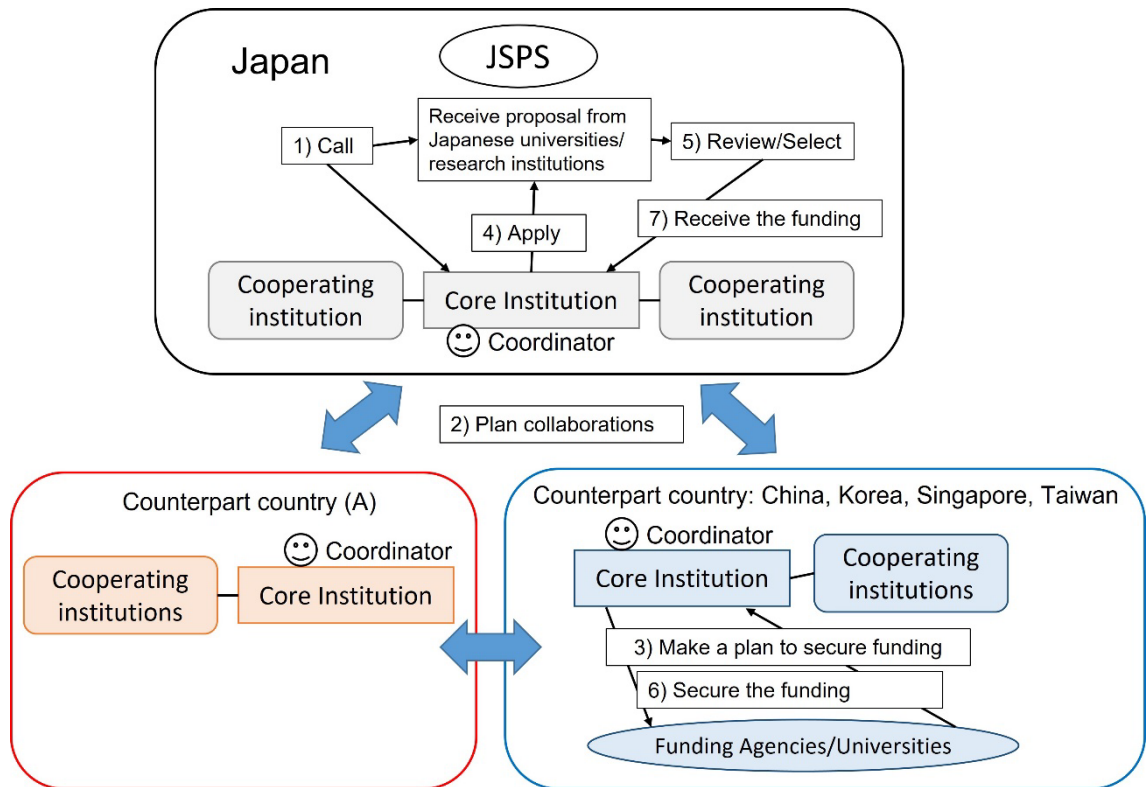 JSPS
Japan
Receive proposal from
Japanese universities/
research institutions
1) Call
5) Review/Select
4) Apply
7) Receive the funding
Cooperating
institution
Core Institution
Cooperating
institution
Coordinator
2) Plan collaborations
Counterpart country (A)
Coordinator
Cooperating
institutions
Core Institution
Counterpart country: China, Korea, Singapore, Taiwan
Coordinator
Core Institution
Cooperating
institutions
3) Make a plan to secure funding
6) Secure the funding
Funding Agencies/Universities